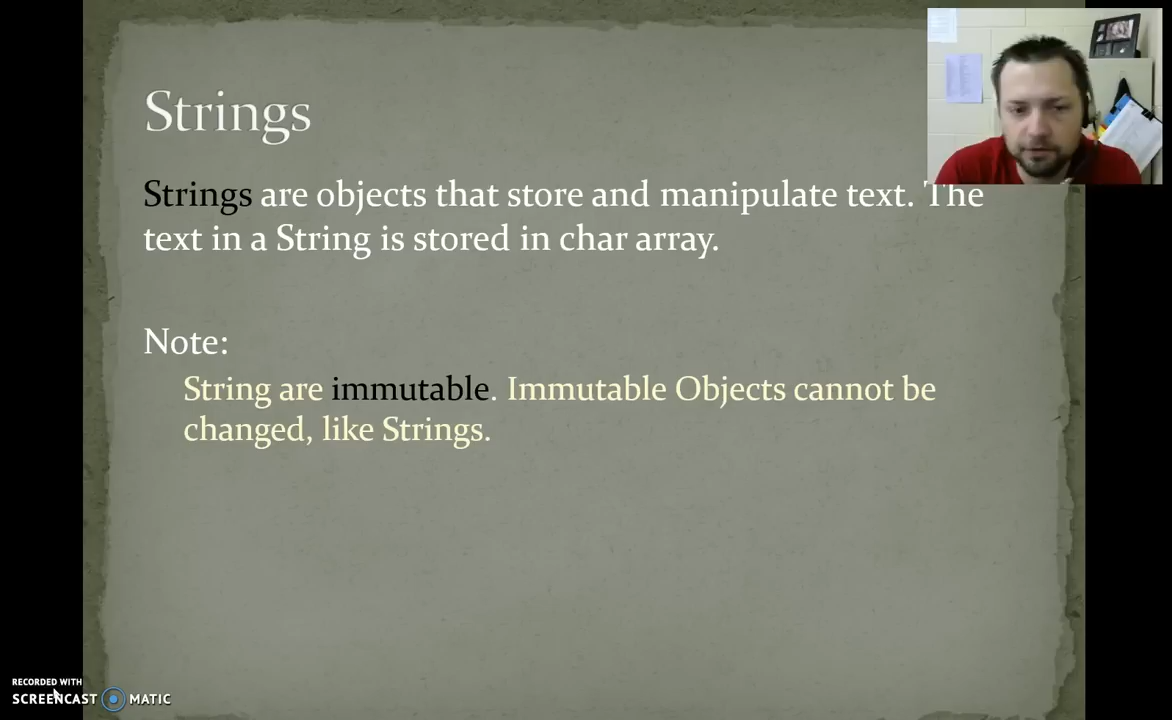 Strings
Strings are objects that store and manipulate text. The
text in a String is stored in char array.
Note:
String are immutable. Immutable Objects cannot be
changed, like Strings.
RECORDED WITH
SCREENCAST MATIC